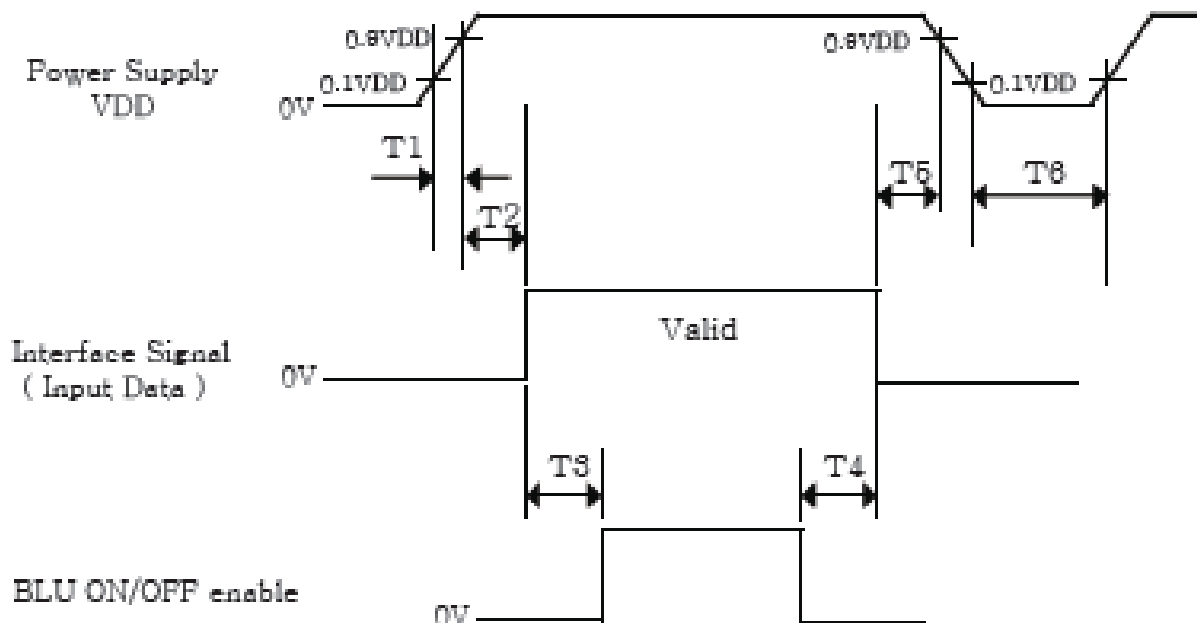 0.9VDD
0.9VDD
Power Supply
VDD
0.1VDD
0.1VDD
0V
T1
T2
T5
T6
Valid
Interface Signal
( Input Data )
0V
T3
T4
BLU ON/OFF enable
0V